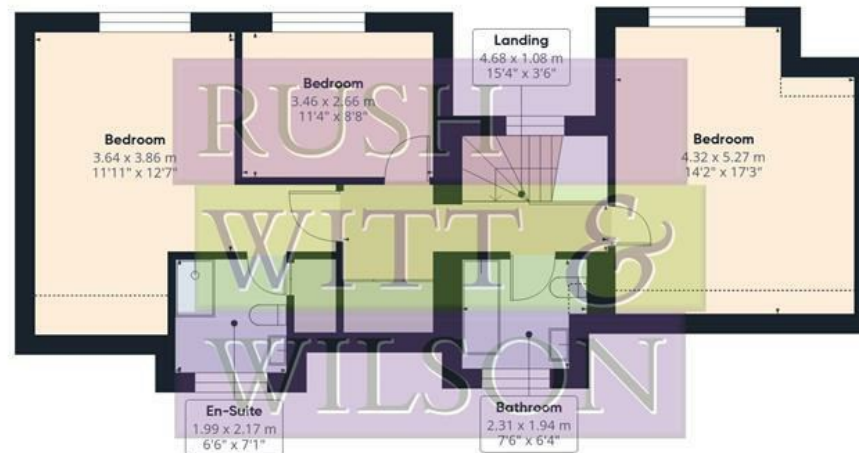 Landing
4.68 x 1.08 m
15'4" x 3'6"
Bedroom
3.46 x 2.66 m
11'4" x 8'8"
Bedroom
3.64 x 3.86 m
11'11" x 12'7"
Bedroom
4.32 x 5.27 m
14'2" x 17'3"
RUSH
WITT &
WILSON
En-Suite
1.99 x 2.17 m
6'6" x 7'1"
Bathroom
2.31 x 1.94 m
7'6" x 6'4"